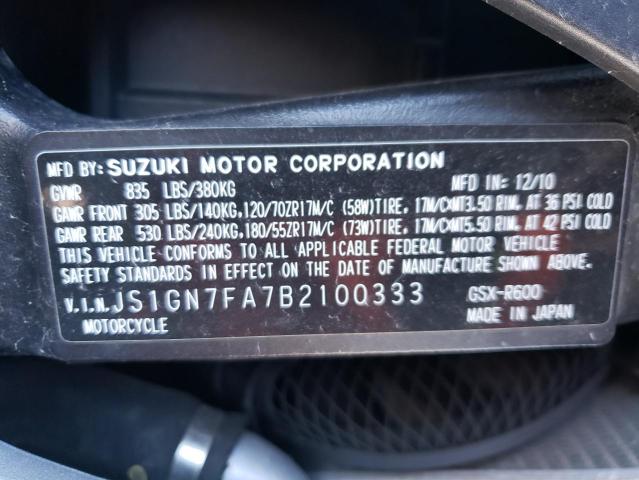 MFD BY: SUZUKI MOTOR CORPORATION
GVWR 835 LBS/380KG MFD IN: 12/10
GAWR FRONT 305 LBS/140KG,120/70ZR17M/C (58W)TIRE, 17M/C×MT3.50 RIM, AT 36 PSI COLD
GAWR REAR 530 LBS/240KG,180/55ZR17M/C (73W)TIRE, 17M/C×MT5.50 RIM, AT 42 PSI COLD
THIS VEHICLE CONFORMS TO ALL APPLICABLE FEDERAL MOTOR VEHICLE
SAFETY STANDARDS IN EFFECT ON THE DATE OF MANUFACTURE SHOWN ABOVE.
V.I.N. JS1GN7FA7B2100333 GSX-R600
MOTORCYCLE MADE IN JAPAN